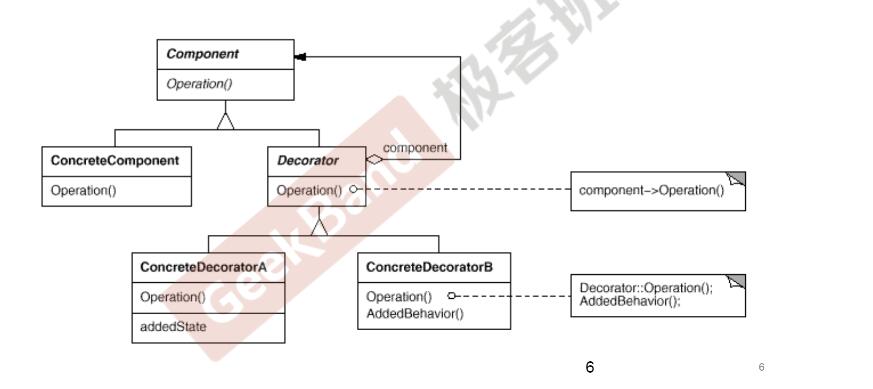 Component
Operation()
component
ConcreteComponent
Operation()
Decorator
Operation()
component->Operation()
ConcreteDecoratorA
Operation()
addedState
ConcreteDecoratorB
Operation()
AddedBehavior()
Decorator::Operation();
AddedBehavior();
GeekBand 极客班
6
6